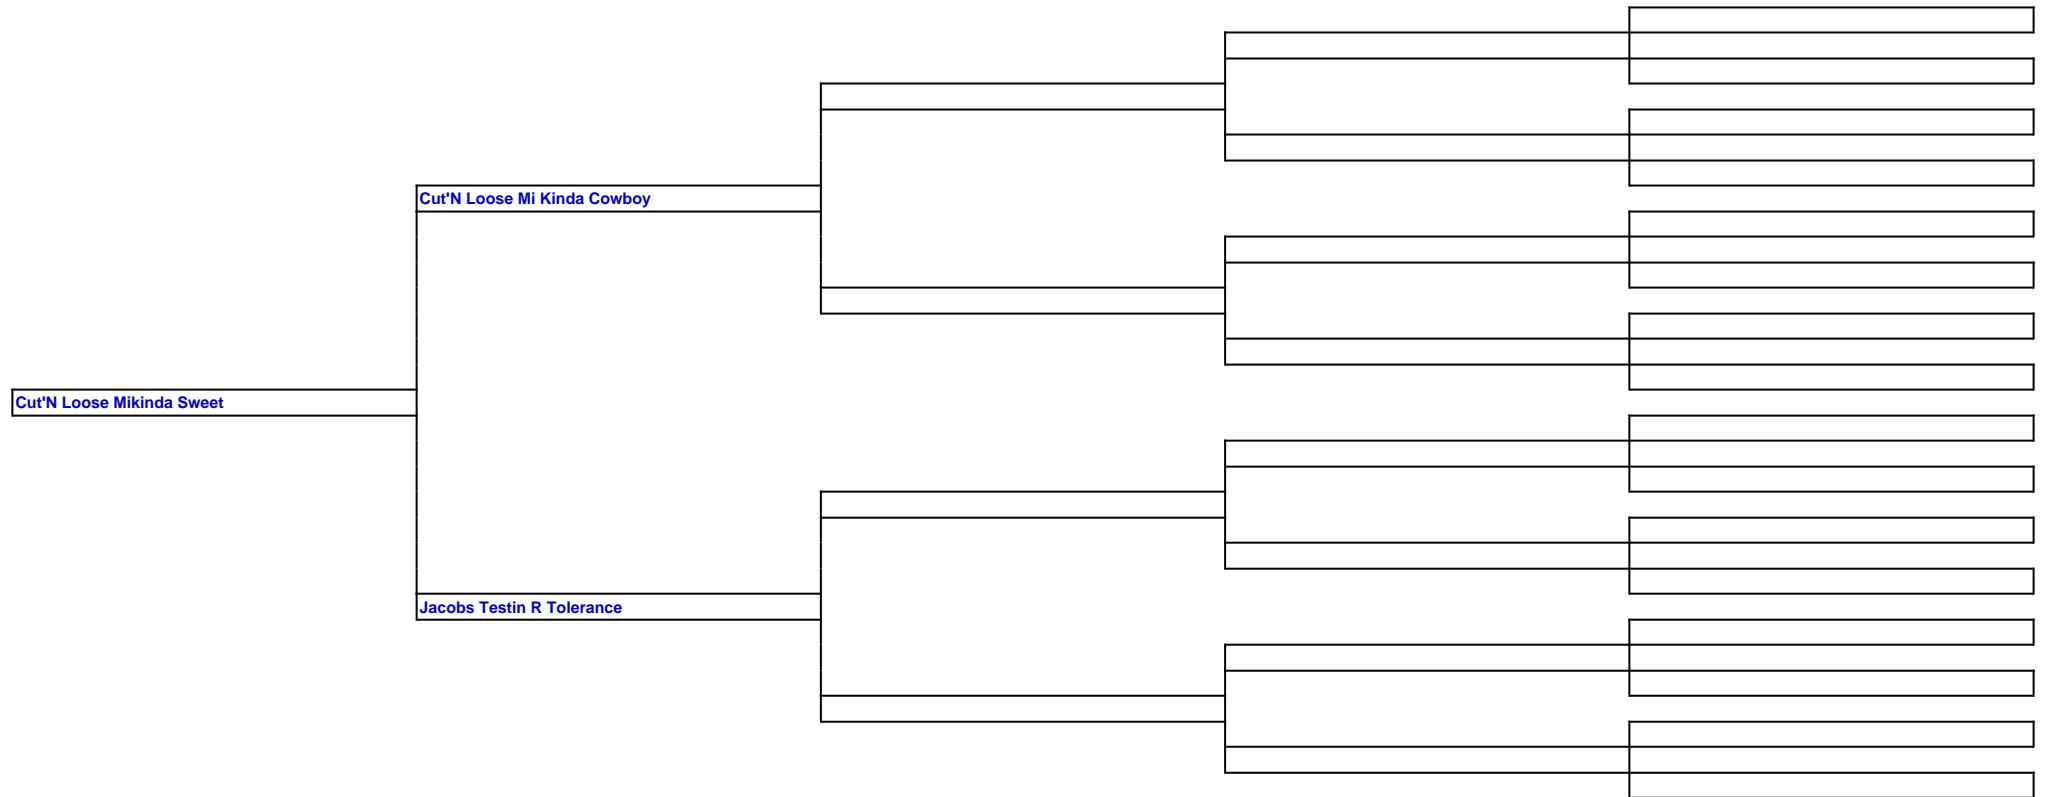 Cut'N Loose Mi Kinda Cowboy
Cut'N Loose Mikinda Sweet
Jacobs Testin R Tolerance